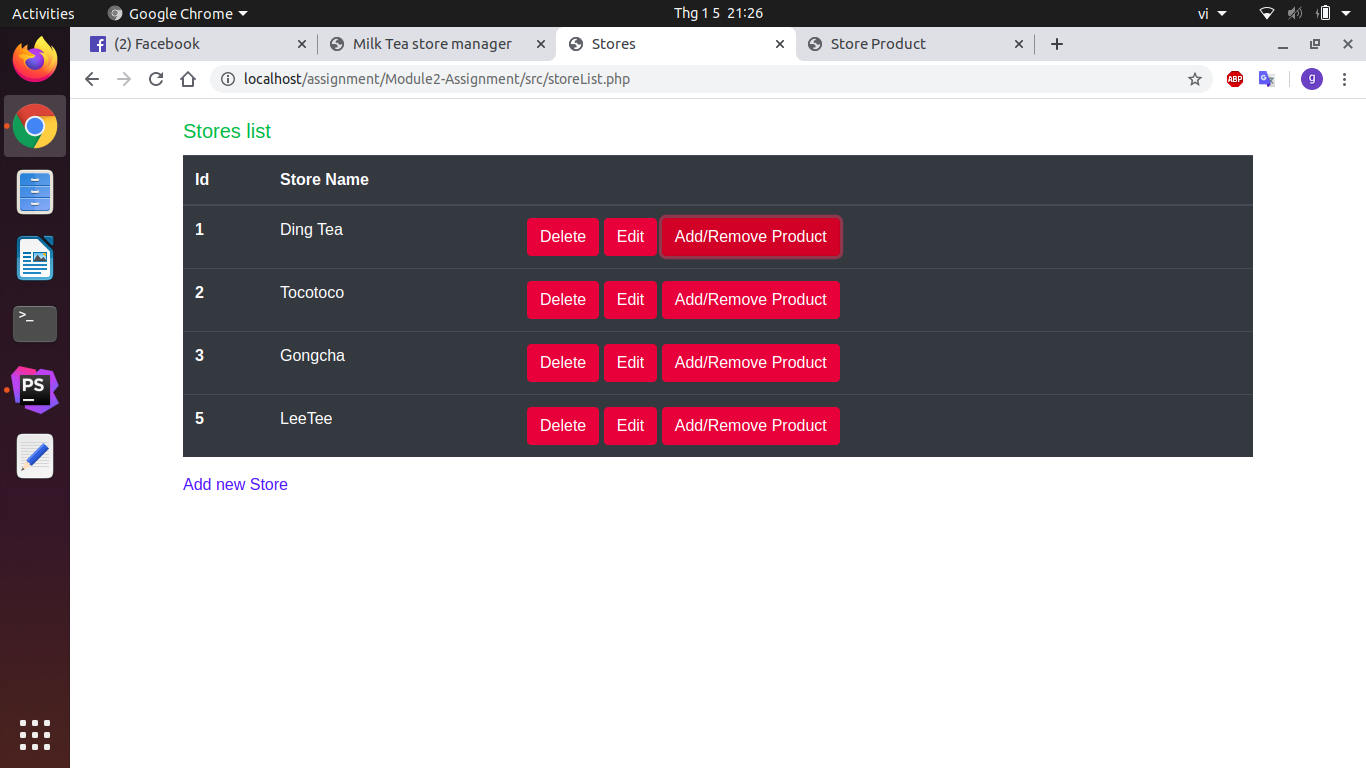 Activities Google Chrome Thg 1 5 21:26 vi
(2) Facebook Milk Tea store manager Stores Store Product
localhost/assignment/Module2-Assignment/src/storeList.php ABP G g
Stores list
Id Store Name
1 Ding Tea Delete Edit Add/Remove Product
2 Tocotoco Delete Edit Add/Remove Product
3 Gongcha Delete Edit Add/Remove Product
5 LeeTee Delete Edit Add/Remove Product
Add new Store
>_
PS